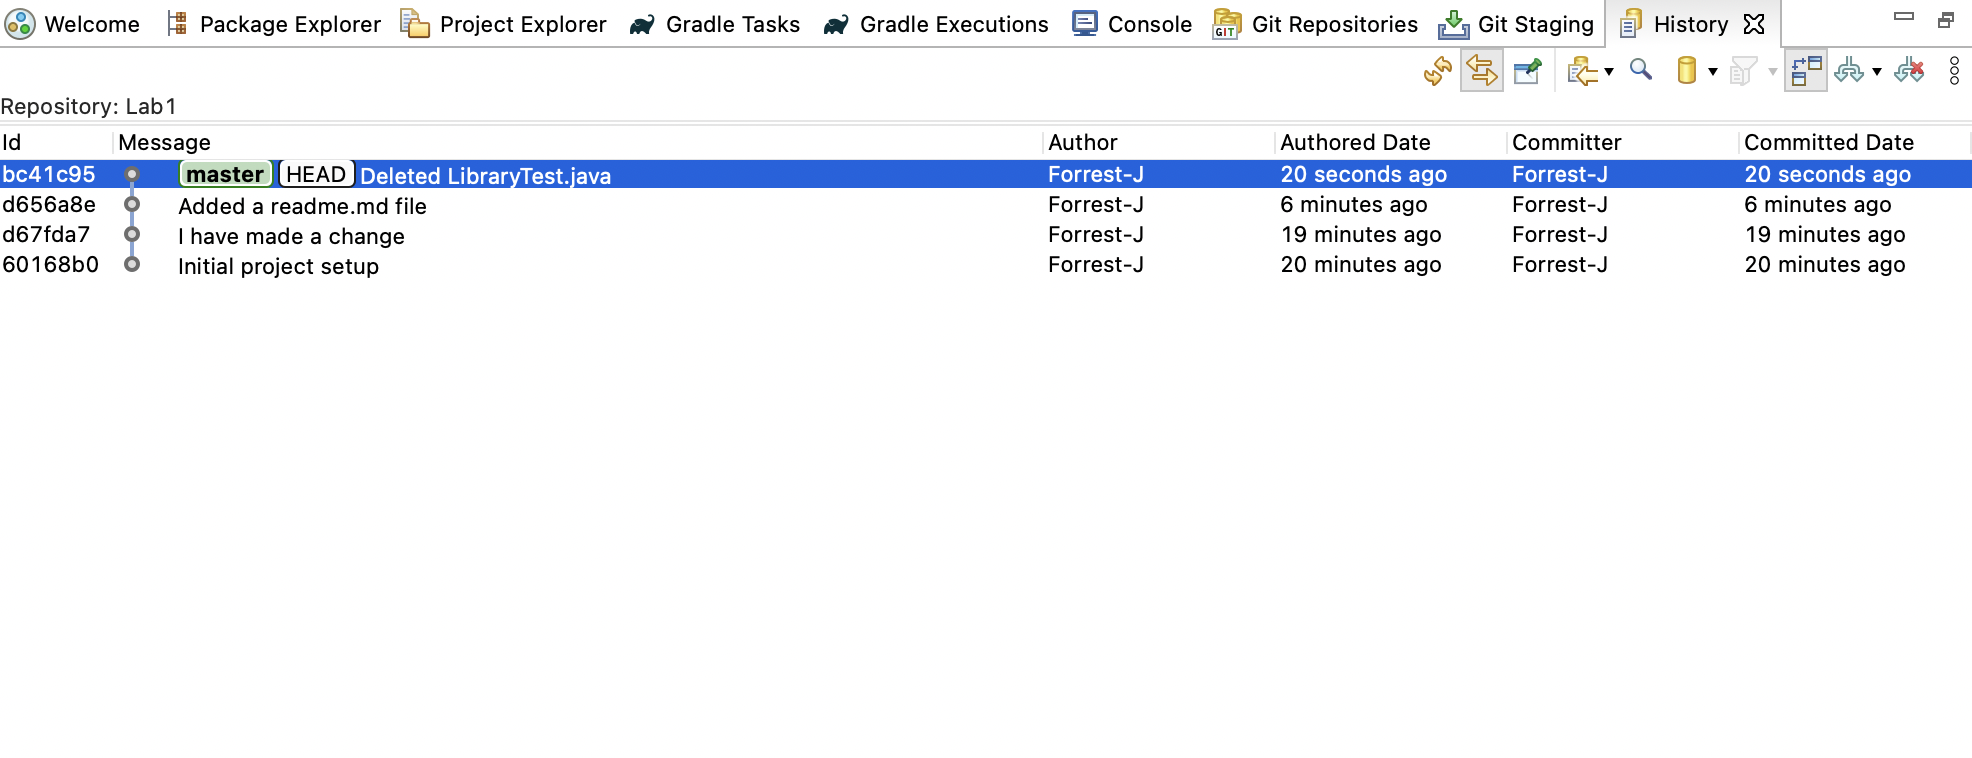 Welcome Package Explorer Project Explorer Gradle Tasks Gradle Executions Console GIT Git Repositories Git Staging History
Repository: Lab1
Id Message Author Authored Date Committer Committed Date
bc41c95 master HEAD Deleted LibraryTest.java Forrest-J 20 seconds ago Forrest-J 20 seconds ago
d656a8e Added a readme.md file Forrest-J 6 minutes ago Forrest-J 6 minutes ago
d67fda7 I have made a change Forrest-J 19 minutes ago Forrest-J 19 minutes ago
60168b0 Initial project setup Forrest-J 20 minutes ago Forrest-J 20 minutes ago